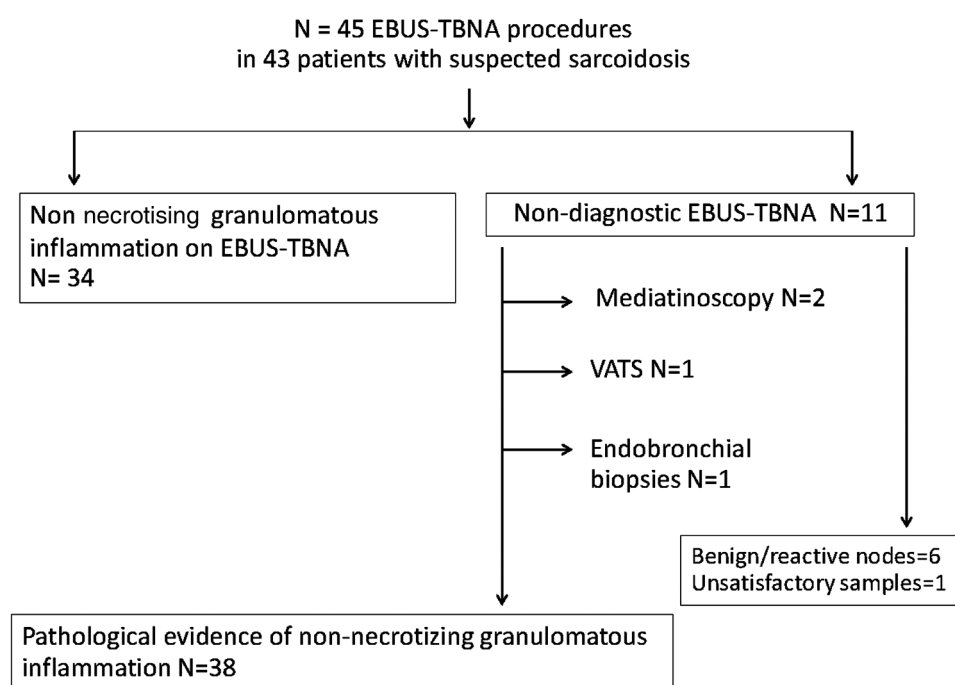 N = 45 EBUS-TBNA procedures
in 43 patients with suspected sarcoidosis
Non necrotising granulomatous
inflammation on EBUS-TBNA
N= 34
Non-diagnostic EBUS-TBNA N=11
Mediatinoscopy N=2
VATS N=1
Endobronchial
biopsies N=1
Benign/reactive nodes=6
Unsatisfactory samples=1
Pathological evidence of non-necrotizing granulomatous
inflammation N=38